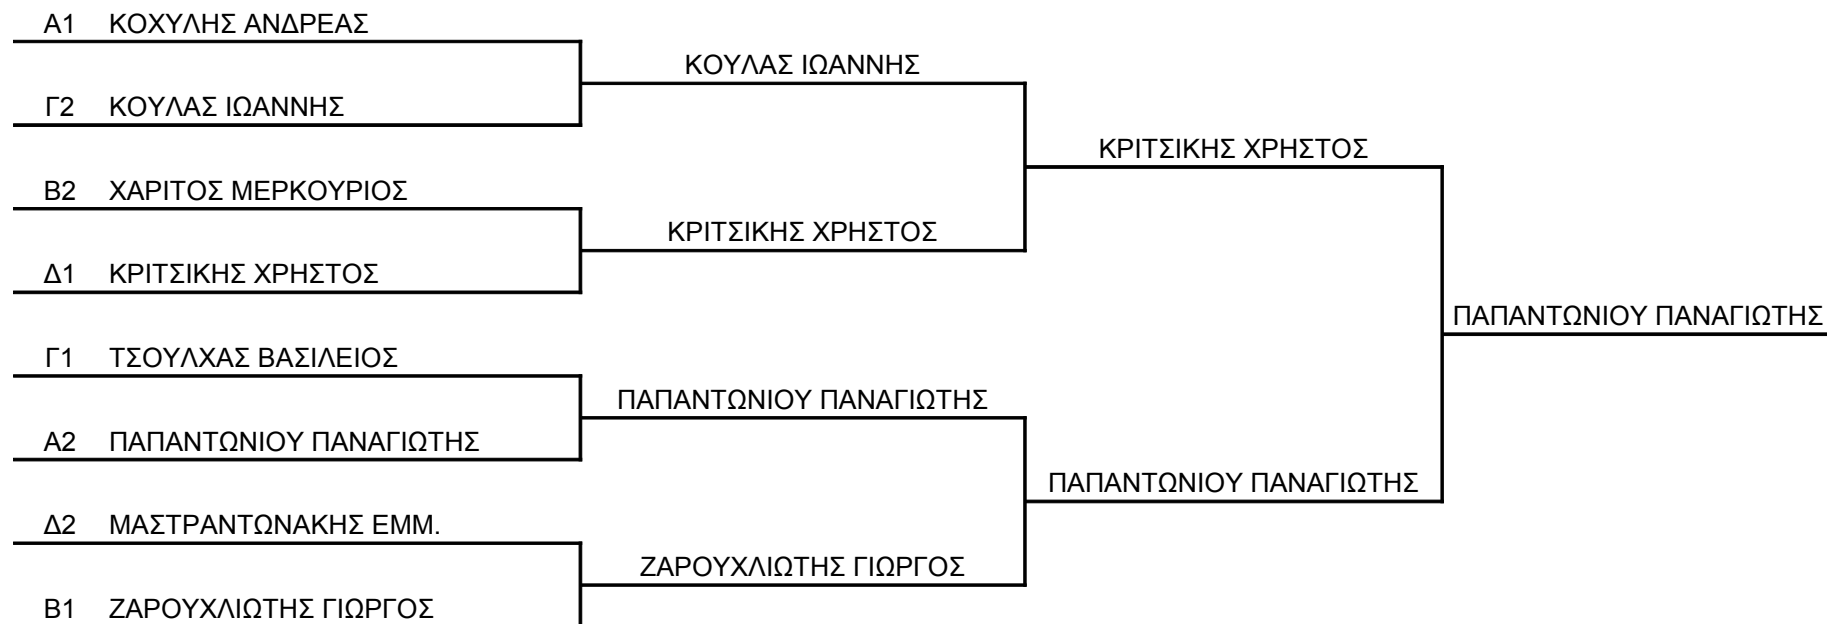 Α1 ΚΟΧΥΛΗΣ ΑΝΔΡΕΑΣ
ΚΟΥΛΑΣ ΙΩΑΝΝΗΣ
Γ2 ΚΟΥΛΑΣ ΙΩΑΝΝΗΣ
ΚΡΙΤΣΙΚΗΣ ΧΡΗΣΤΟΣ
Β2 ΧΑΡΙΤΟΣ ΜΕΡΚΟΥΡΙΟΣ
ΚΡΙΤΣΙΚΗΣ ΧΡΗΣΤΟΣ
Δ1 ΚΡΙΤΣΙΚΗΣ ΧΡΗΣΤΟΣ
ΠΑΠΑΝΤΩΝΙΟΥ ΠΑΝΑΓΙΩΤΗΣ
Γ1 ΤΣΟΥΛΧΑΣ ΒΑΣΙΛΕΙΟΣ
ΠΑΠΑΝΤΩΝΙΟΥ ΠΑΝΑΓΙΩΤΗΣ
Α2 ΠΑΠΑΝΤΩΝΙΟΥ ΠΑΝΑΓΙΩΤΗΣ
ΠΑΠΑΝΤΩΝΙΟΥ ΠΑΝΑΓΙΩΤΗΣ
Δ2 ΜΑΣΤΡΑΝΤΩΝΑΚΗΣ ΕΜΜ.
ΖΑΡΟΥΧΛΙΩΤΗΣ ΓΙΩΡΓΟΣ
Β1 ΖΑΡΟΥΧΛΙΩΤΗΣ ΓΙΩΡΓΟΣ